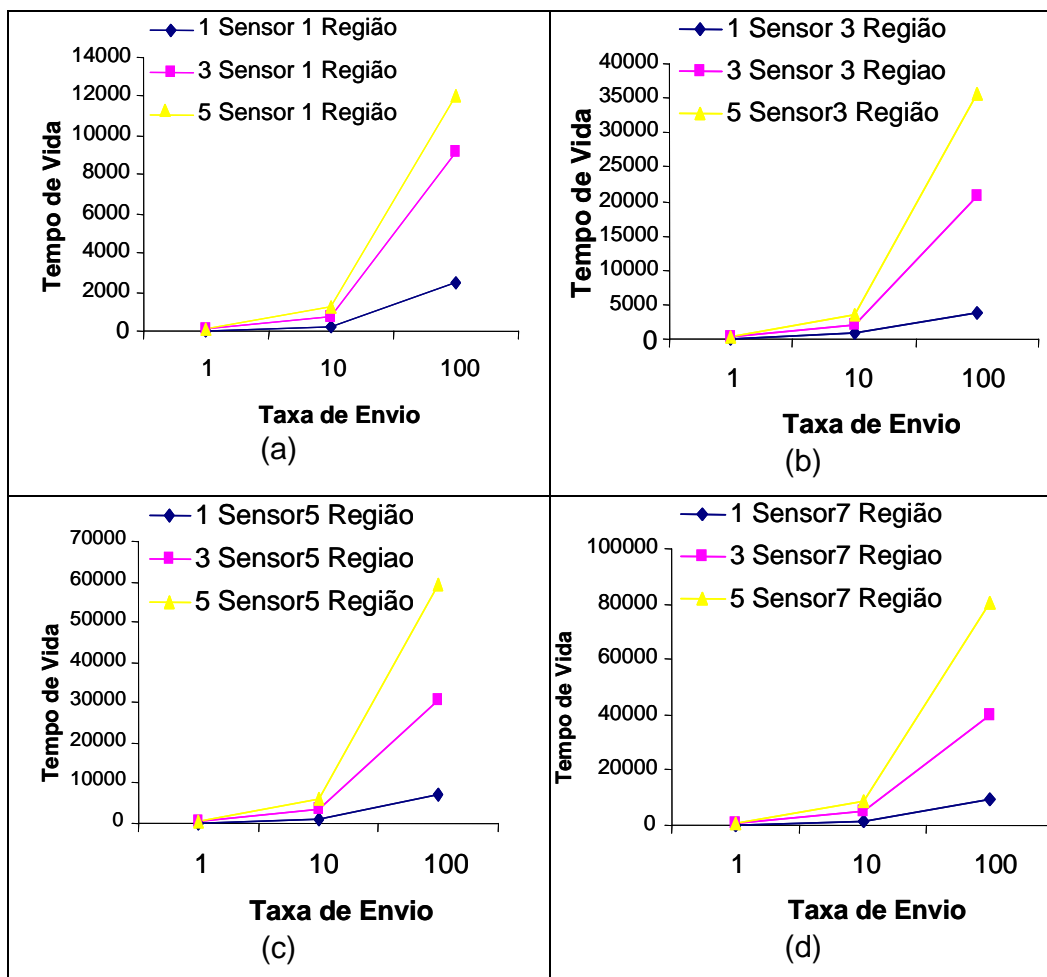 1 Sensor 1 Região
3 Sensor 1 Região
5 Sensor 1 Região
14000
12000
10000
8000
6000
4000
2000
0
Tempo de Vida
1 10 100
Taxa de Envio
(a)
1 Sensor 3 Região
3 Sensor 3 Regiao
5 Sensor3 Região
40000
35000
30000
25000
20000
15000
10000
5000
0
Tempo de Vida
1 10 100
Taxa de Envio
(b)
1 Sensor5 Região
3 Sensor5 Regiao
5 Sensor5 Região
70000
60000
50000
40000
30000
20000
10000
0
Tempo de Vida
1 10 100
Taxa de Envio
(c)
1 Sensor7 Região
3 Sensor7 Regiao
5 Sensor7 Região
100000
80000
60000
40000
20000
0
Tempo de Vida
1 10 100
Taxa de Envio
(d)